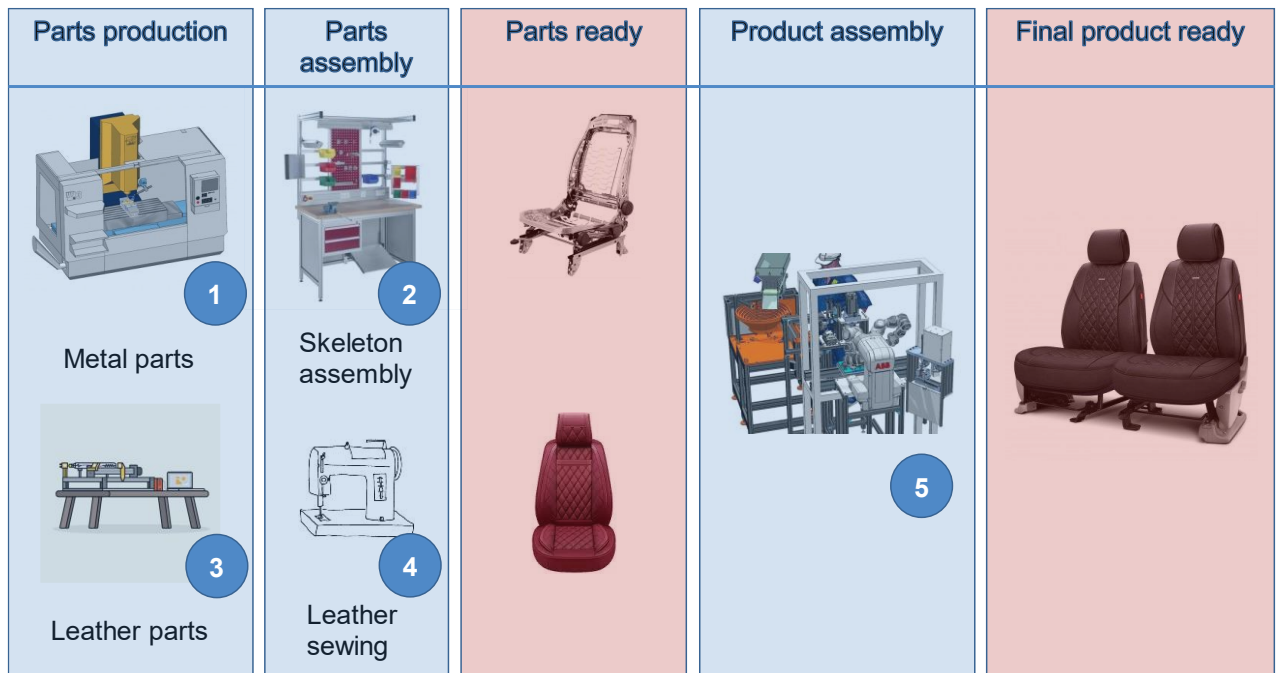 Parts production
Parts
assembly
Parts ready
Product assembly
Final product ready
1
Metal parts
2
Skeleton
assembly
3
Leather parts
4
Leather
sewing
ABB
5